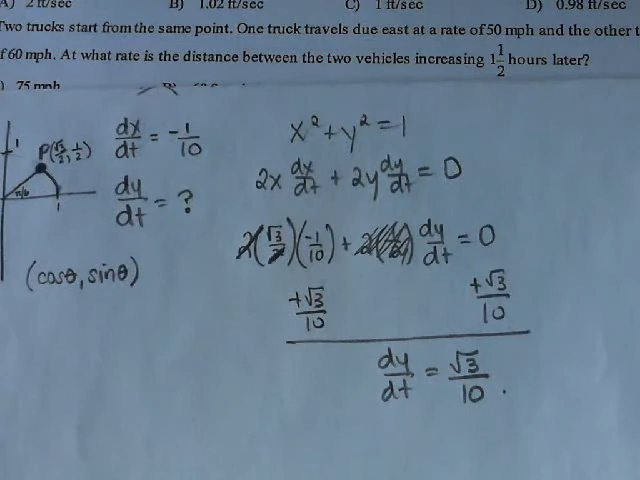 A) 2 ft/sec B) 1.02 ft/sec C) 1 ft/sec D) 0.98 ft/sec
Two trucks start from the same point. One truck travels due east at a rate of 50 mph and the other t
f 60 mph. At what rate is the distance between the two vehicles increasing 1 1/2 hours later?
) 75 mph B)
1
P(√3/2, 1/2)
π/6
1
dx/dt = -1/10
dy/dt = ?
(cosθ, sinθ)
x² + y² = 1
2x dx/dt + 2y dy/dt = 0
2(√3/2)(-1/10) + 2(1/2) dy/dt = 0
+√3/10 +√3/10
dy/dt = √3/10 .